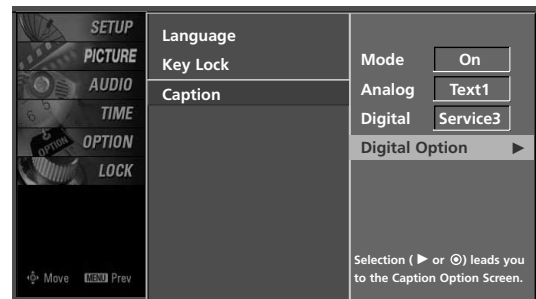 SETUP
PICTURE
AUDIO
TIME
OPTION
LOCK
Move MENU Prev
Language
Key Lock
Caption
Mode On
Analog Text1
Digital Service3
Digital Option ▶
Selection ( ▶ or ◉) leads you
to the Caption Option Screen.